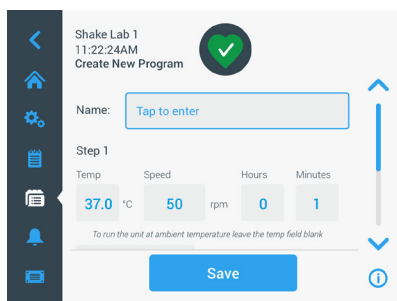 Shake Lab 1
11:22:24AM
Create New Program
Name: Tap to enter
Step 1
Temp Speed Hours Minutes
37.0 °C 50 rpm 0 1
To run the unit at ambient temperature leave the temp field blank
Save